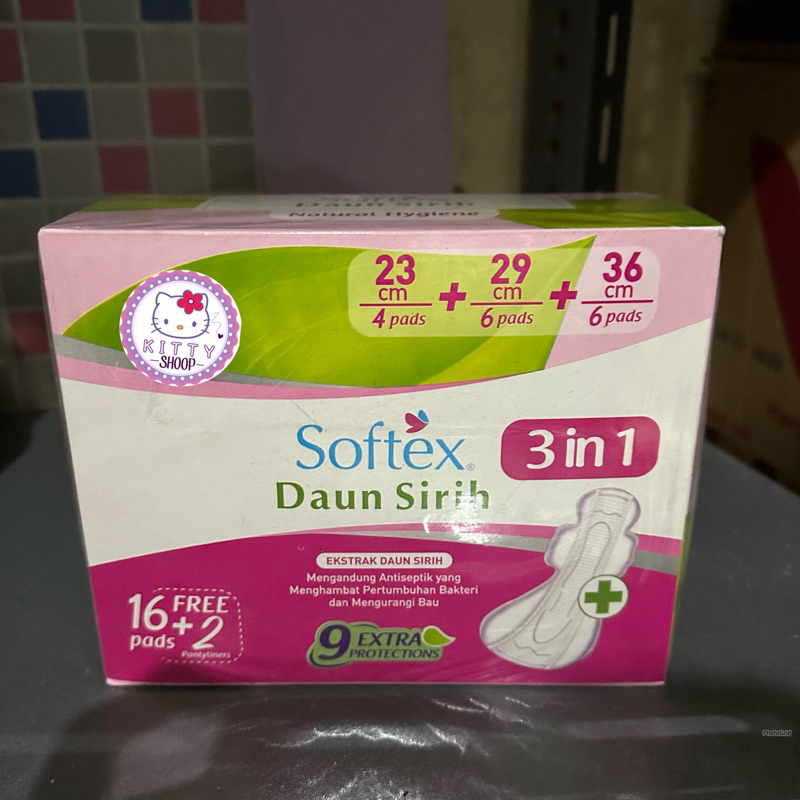 Daun Sirih
Natural Hygiene
23 cm
4 pads
+
29 cm
6 pads
+
36 cm
6 pads
KITTY
SHOOP
Softex®
3 in 1
Daun Sirih
EKSTRAK DAUN SIRIH
Mengandung Antiseptik yang
Menghambat Pertumbuhan Bakteri
dan Mengurangi Bau
16 pads
+
FREE 2
Pantyliners
9 EXTRA
PROTECTIONS
PhotoGrid